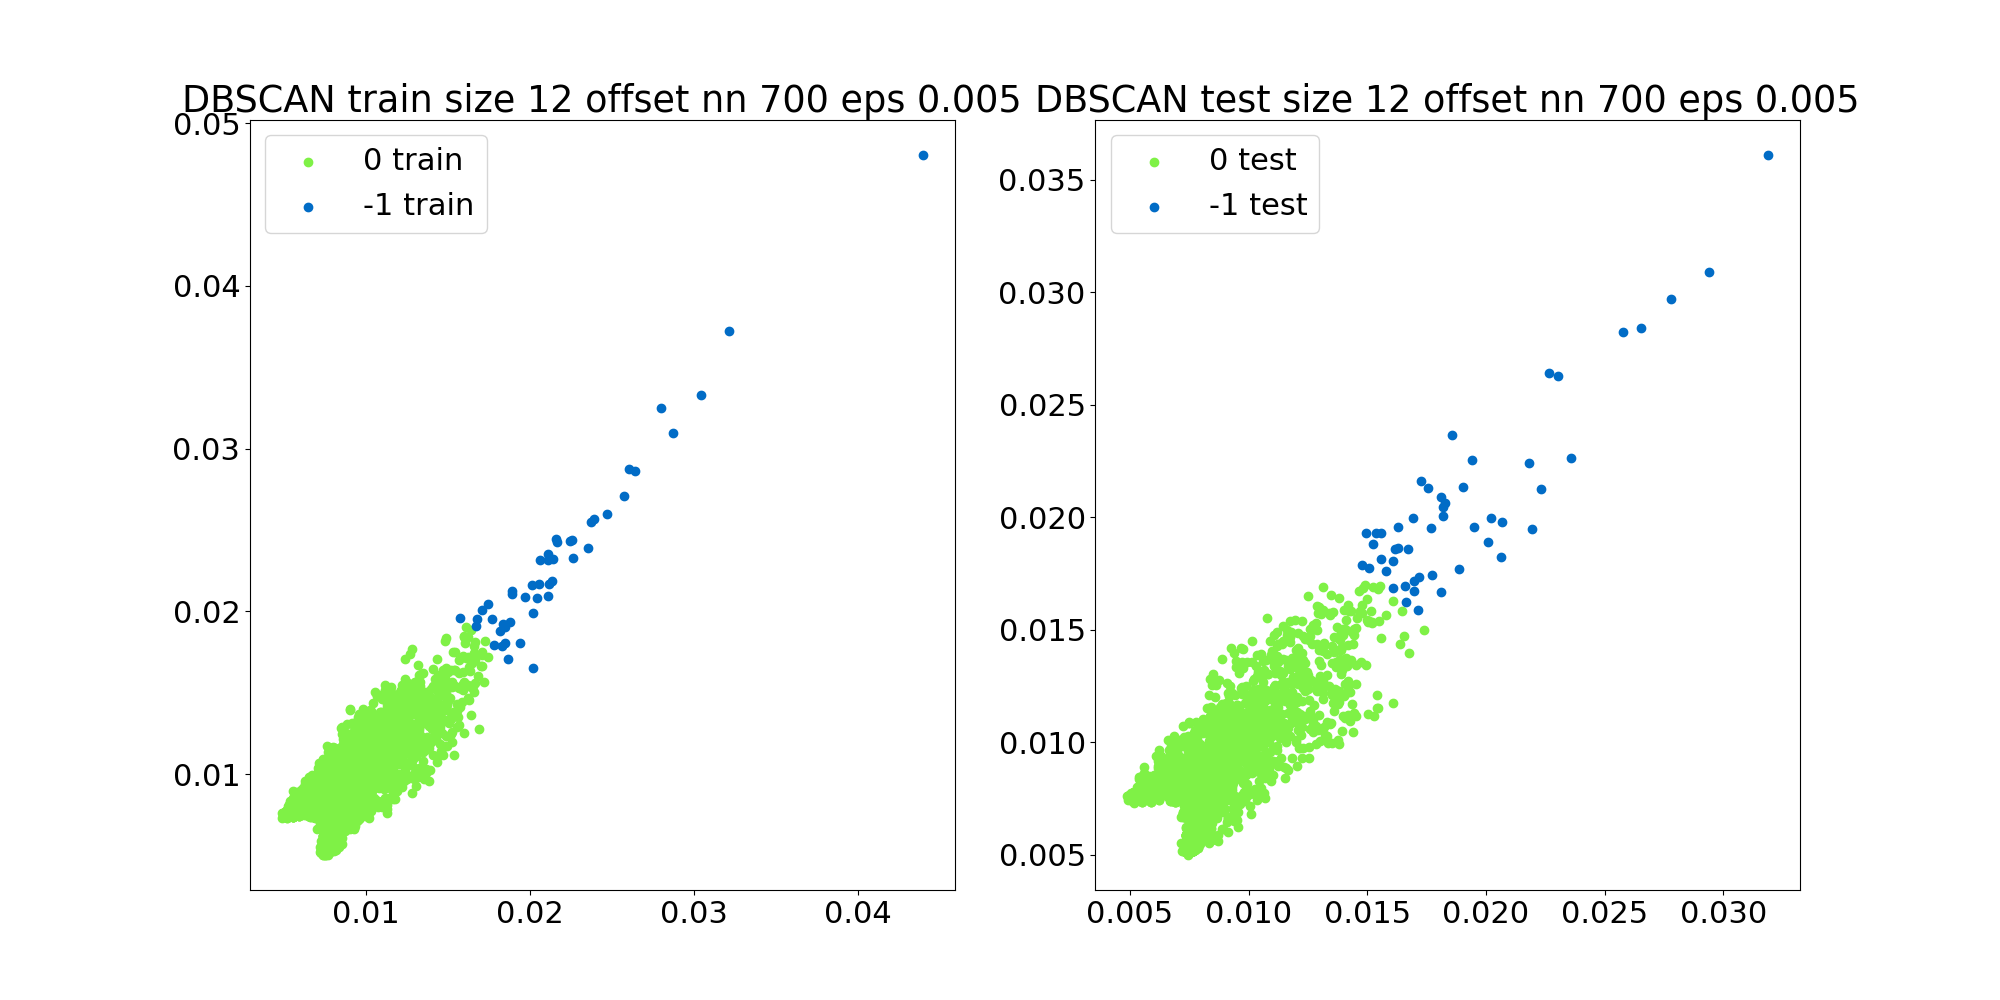 DBSCAN train size 12 offset nn 700 eps 0.005
0 train
-1 train
0.05
0.04
0.03
0.02
0.01
0.01 0.02 0.03 0.04
DBSCAN test size 12 offset nn 700 eps 0.005
0 test
-1 test
0.035
0.030
0.025
0.020
0.015
0.010
0.005
0.005 0.010 0.015 0.020 0.025 0.030